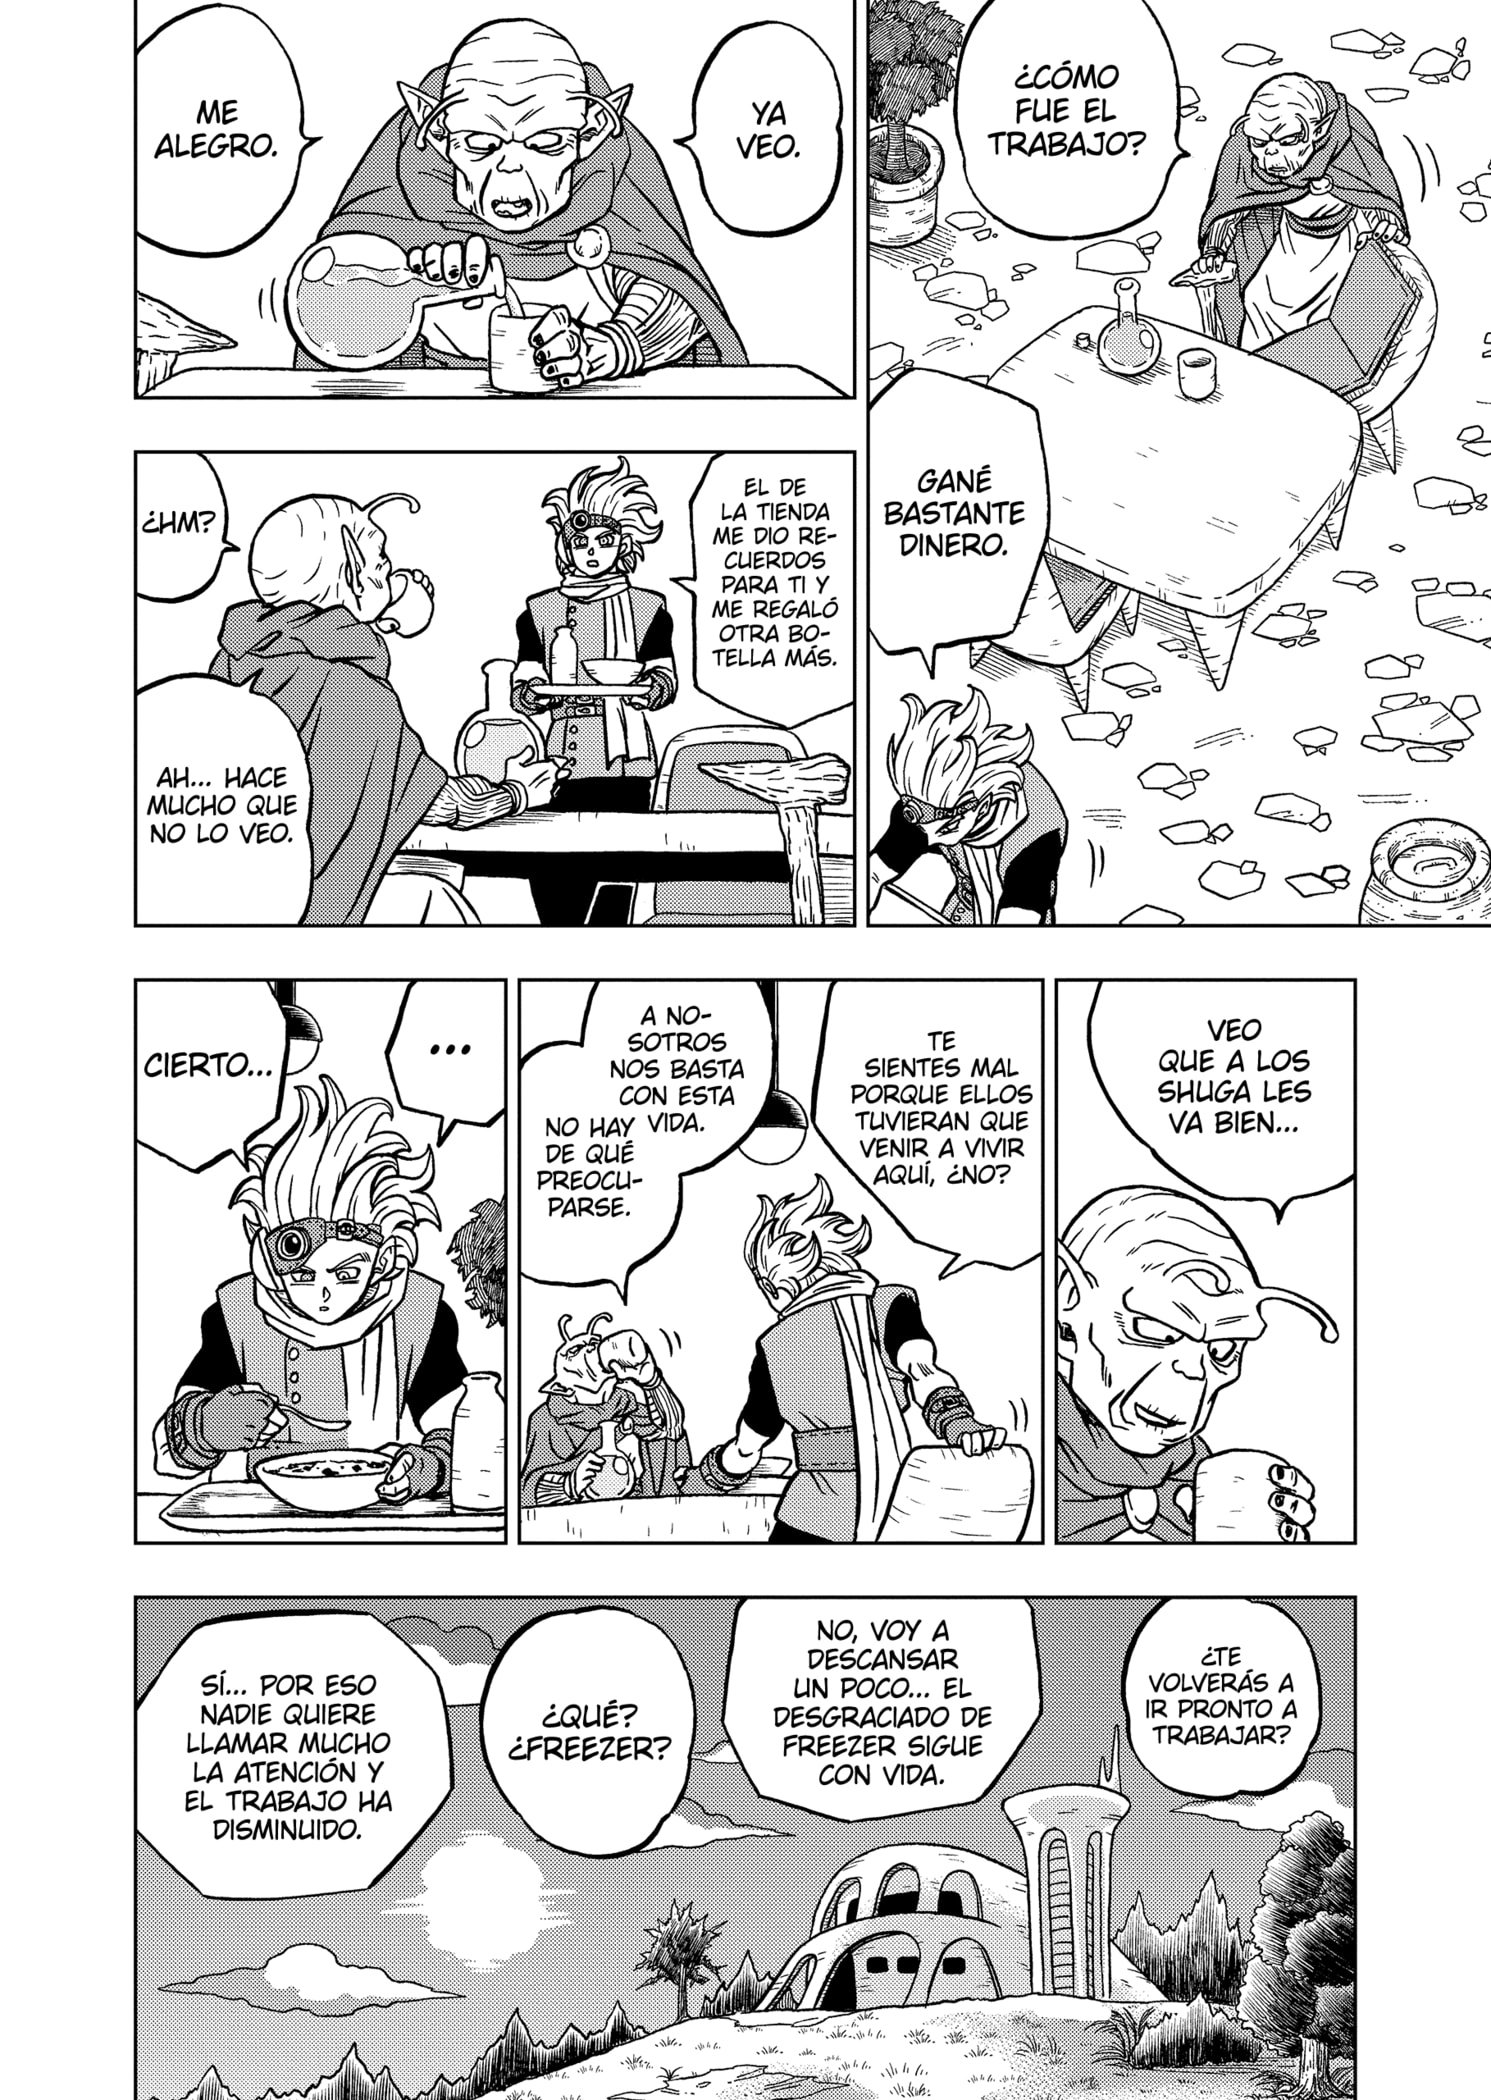 ¿CÓMO
FUE EL
TRABAJO?
GANÉ
BASTANTE
DINERO.
YA
VEO.
ME
ALEGRO.
EL DE
LA TIENDA
ME DIO RE-
CUERDOS
PARA TI Y
ME REGALÓ
OTRA BO-
TELLA MÁS.
¿HM?
AH... HACE
MUCHO QUE
NO LO VEO.
VEO
QUE A LOS
SHUGA LES
VA BIEN...
TE
SIENTES MAL
PORQUE ELLOS
TUVIERAN QUE
VENIR A VIVIR
AQUÍ, ¿NO?
A NO-
SOTROS
NOS BASTA
CON ESTA
VIDA.
NO HAY
DE QUÉ
PREOCU-
PARSE.
...
CIERTO...
¿TE
VOLVERÁS A
IR PRONTO A
TRABAJAR?
NO, VOY A
DESCANSAR
UN POCO... EL
DESGRACIADO DE
FREEZER SIGUE
CON VIDA.
¿QUÉ?
¿FREEZER?
SÍ... POR ESO
NADIE QUIERE
LLAMAR MUCHO
LA ATENCIÓN Y
EL TRABAJO HA
DISMINUIDO.